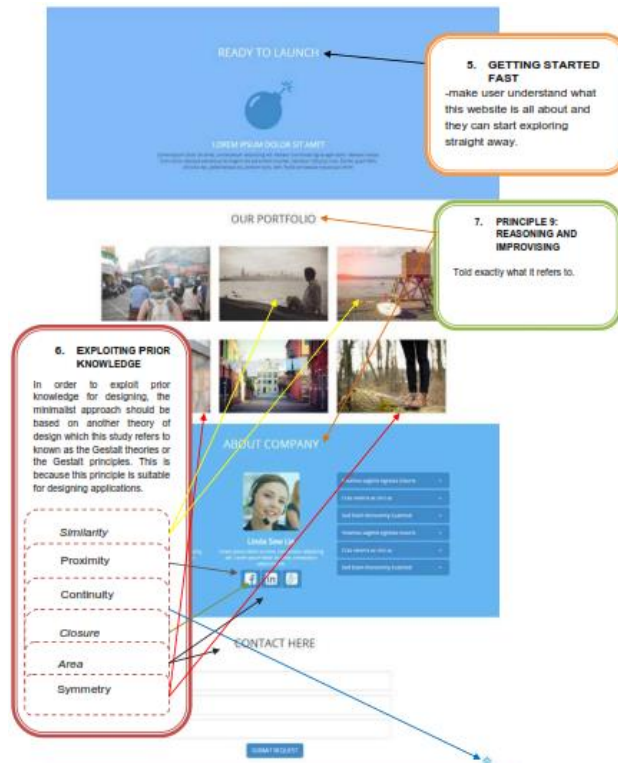 READY TO LAUNCH
LOREM IPSUM DOLOR SIT AMET
5. GETTING STARTED
FAST
-make user understand what
this website is all about and
they can start exploring
straight away.
OUR PORTFOLIO
7. PRINCIPLE 9:
REASONING AND
IMPROVISING
Told exactly what it refers to.
6. EXPLOITING PRIOR
KNOWLEDGE
In order to exploit prior
knowledge for designing, the
minimalist approach should be
based on another theory of
design which this study refers to
known as the Gestalt theories or
the Gestalt principles. This is
because this principle is suitable
for designing applications.
Similarity
Proximity
Continuity
Closure
Area
Symmetry
ABOUT COMPANY
Linda Saw Lin
f in
CONTACT HERE
SUBMIT REQUEST